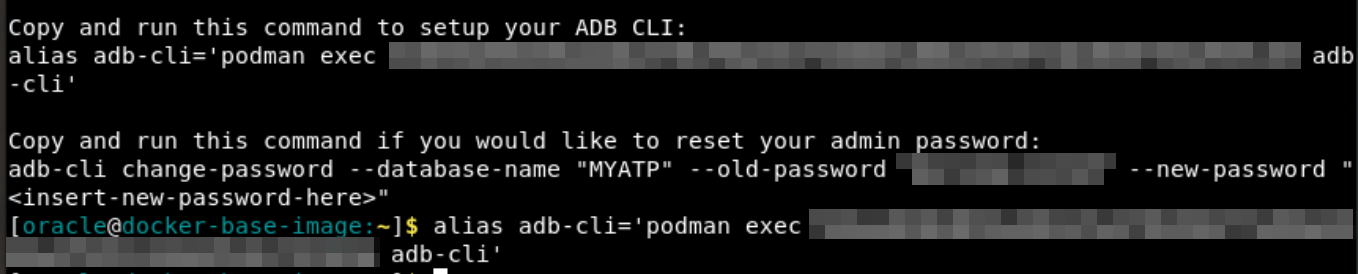 Copy and run this command to setup your ADB CLI:
alias adb-cli='podman exec adb
-cli'
Copy and run this command if you would like to reset your admin password:
adb-cli change-password --database-name "MYATP" --old-password --new-password "
<insert-new-password-here>"
[oracle@docker-base-image:~]$ alias adb-cli='podman exec
adb-cli'